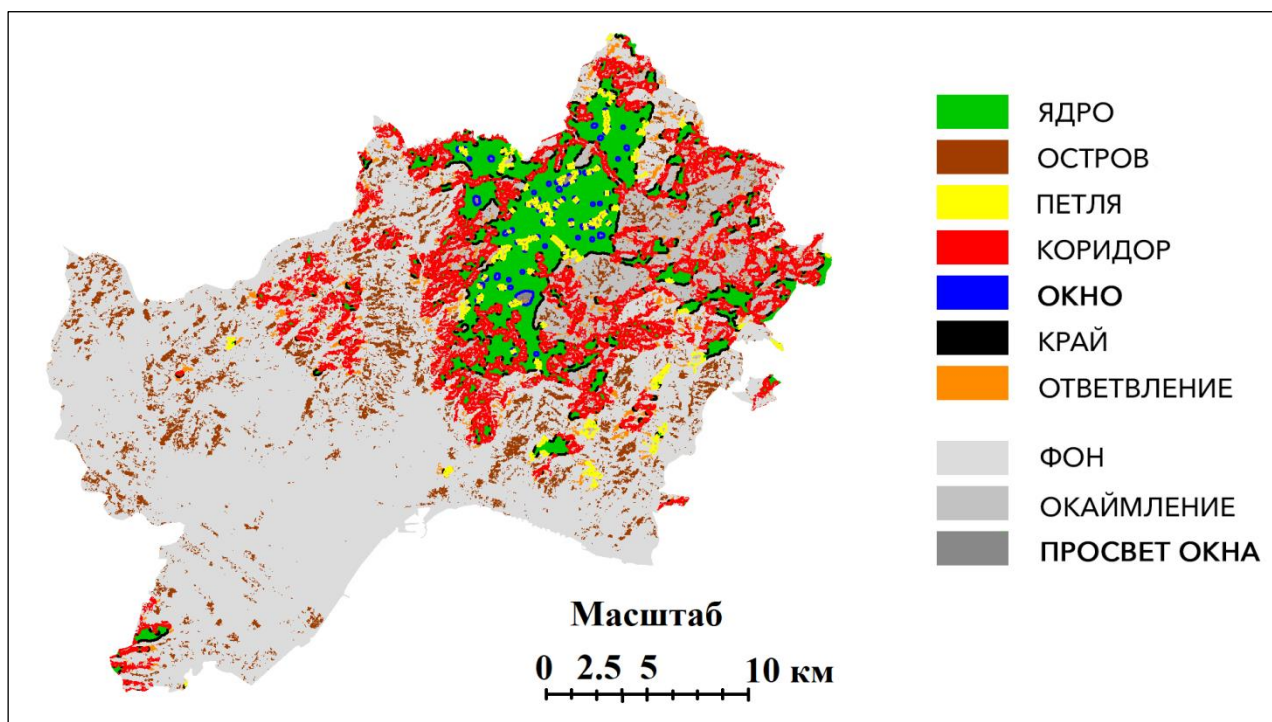 ЯДРО
ОСТРОВ
ПЕТЛЯ
КОРИДОР
ОКНО
КРАЙ
ОТВЕТВЛЕНИЕ
ФОН
ОКАЙМЛЕНИЕ
ПРОСВЕТ ОКНА
Масштаб
0 2.5 5 10 км